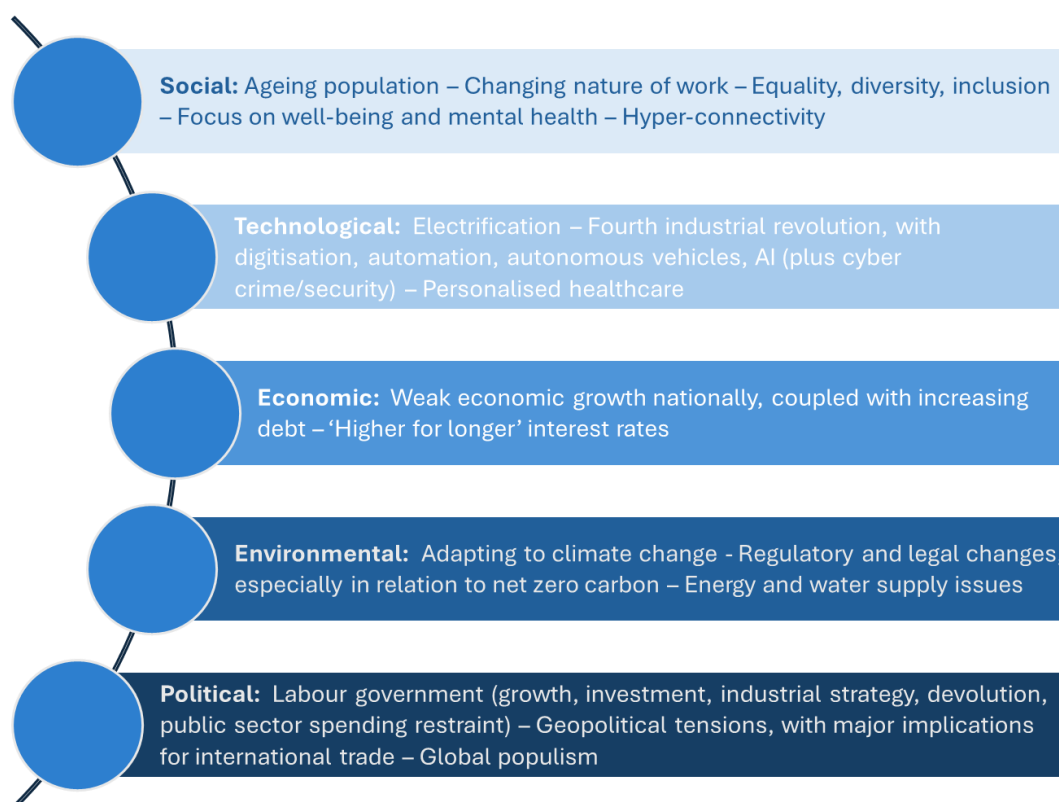 Social: Ageing population – Changing nature of work – Equality, diversity, inclusion
– Focus on well-being and mental health – Hyper-connectivity
Technological: Electrification – Fourth industrial revolution, with
digitisation, automation, autonomous vehicles, AI (plus cyber
crime/security) – Personalised healthcare
Economic: Weak economic growth nationally, coupled with increasing
debt – ‘Higher for longer’ interest rates
Environmental: Adapting to climate change - Regulatory and legal changes,
especially in relation to net zero carbon – Energy and water supply issues
Political: Labour government (growth, investment, industrial strategy, devolution,
public sector spending restraint) – Geopolitical tensions, with major implications
for international trade – Global populism